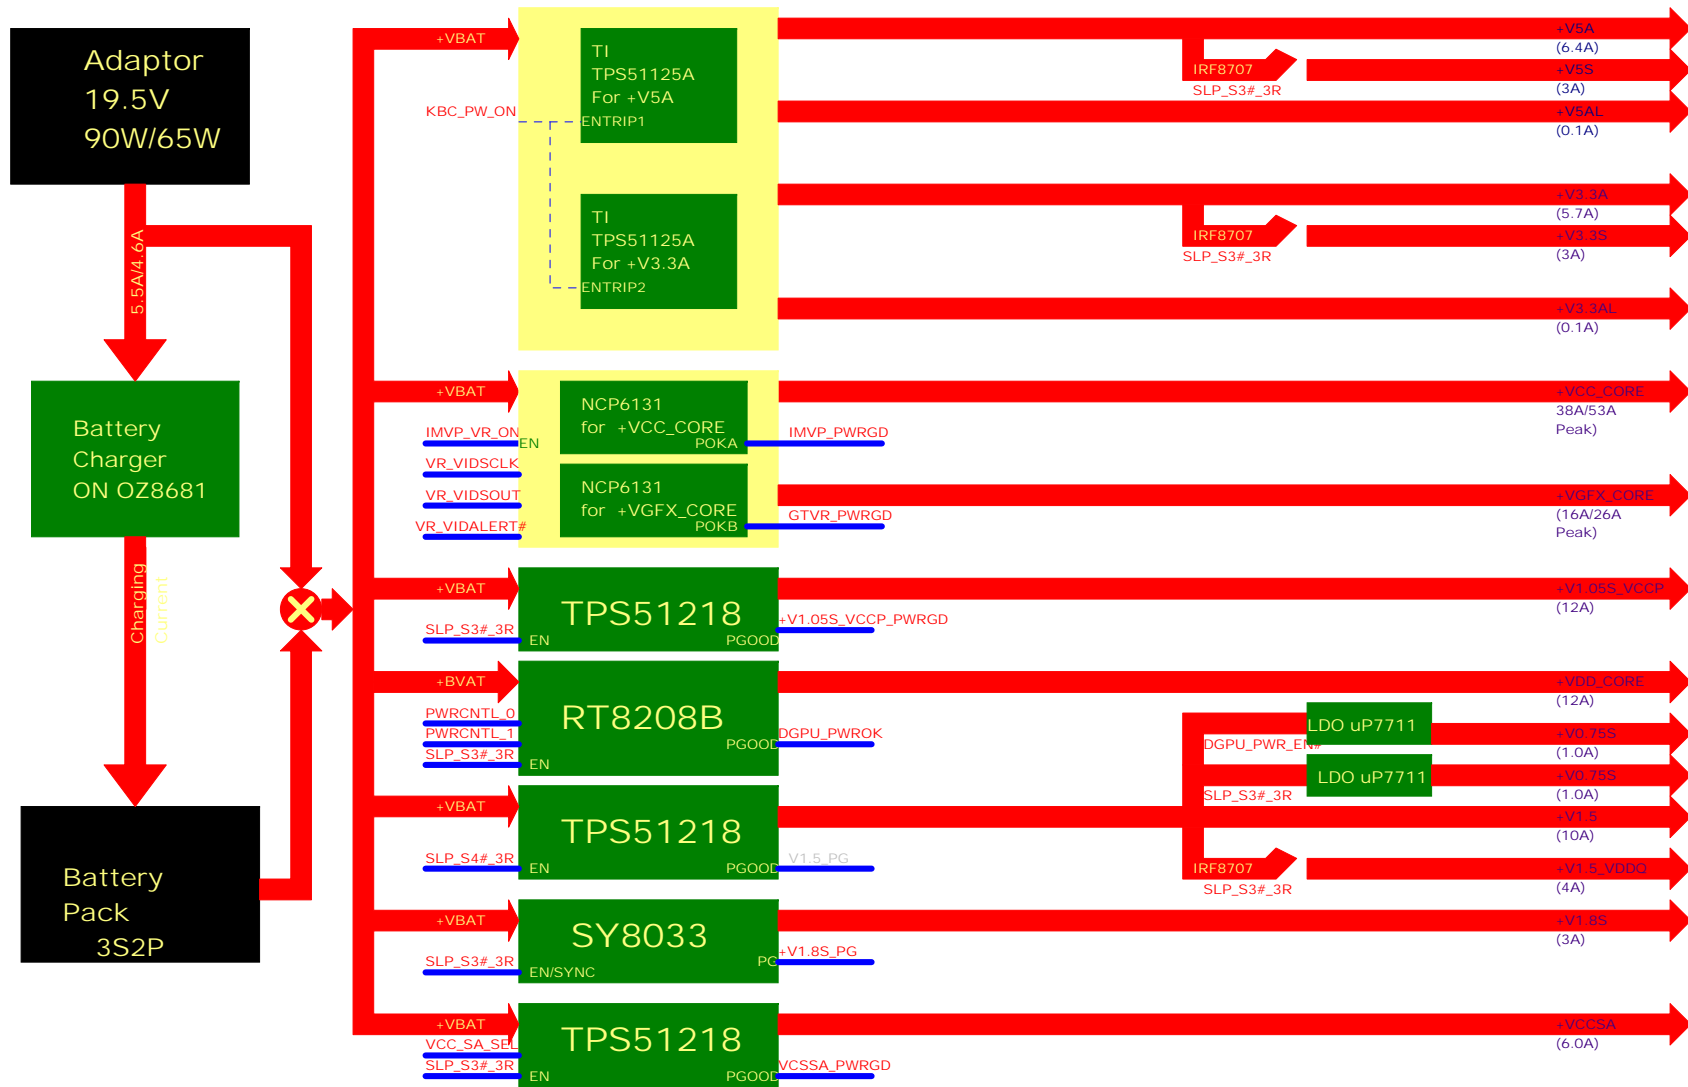 Adaptor
19.5V
90W/65W
5.5A/4.6A
Battery
Charger
ON OZ8681
Charging
Current
Battery
Pack
3S2P
+VBAT
KBC_PW_ON
TI
TPS51125A
For +V5A
ENTRIP1
TI
TPS51125A
For +V3.3A
ENTRIP2
IRF8707
SLP_S3#_3R
+V5A
(6.4A)
+V5S
(3A)
+V5AL
(0.1A)
IRF8707
SLP_S3#_3R
+V3.3A
(5.7A)
+V3.3S
(3A)
+V3.3AL
(0.1A)
+VBAT
IMVP_VR_ON
EN
VR_VIDSCLK
VR_VIDSOUT
VR_VIDALERT#
NCP6131
for +VCC_CORE
POKA
IMVP_PWRGD
NCP6131
for +VGFX_CORE
POKB
GTVR_PWRGD
+VCC_CORE
38A/53A
Peak)
+VGFX_CORE
(16A/26A
Peak)
+VBAT
SLP_S3#_3R
TPS51218
EN
PGOOD
+V1.05S_VCCP_PWRGD
+V1.05S_VCCP
(12A)
+BVAT
PWRCNTL_0
PWRCNTL_1
SLP_S3#_3R
RT8208B
EN
PGOOD
DGPU_PWROK
+VDD_CORE
(12A)
LDO uP7711
DGPU_PWR_EN#
+V0.75S
(1.0A)
LDO uP7711
SLP_S3#_3R
+V0.75S
(1.0A)
+VBAT
SLP_S4#_3R
TPS51218
EN
PGOOD
V1.5_PG
+V1.5
(10A)
IRF8707
SLP_S3#_3R
+V1.5_VDDQ
(4A)
+VBAT
SLP_S3#_3R
SY8033
EN/SYNC
PG
+V1.8S_PG
+V1.8S
(3A)
+VBAT
VCC_SA_SEL
SLP_S3#_3R
TPS51218
EN
PGOOD
VCSSA_PWRGD
+VCCSA
(6.0A)